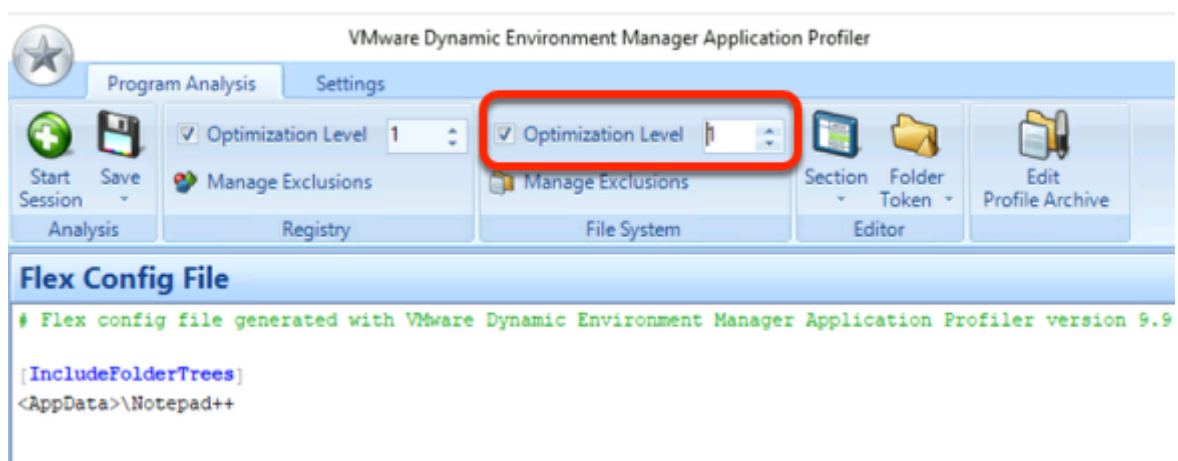 VMware Dynamic Environment Manager Application Profiler
Program Analysis Settings
Optimization Level 1 Optimization Level 1
Start Session Save Manage Exclusions Manage Exclusions Section Folder Token Edit Profile Archive
Analysis Registry File System Editor
Flex Config File
# Flex config file generated with VMware Dynamic Environment Manager Application Profiler version 9.9
[IncludeFolderTrees]
<AppData>\Notepad++